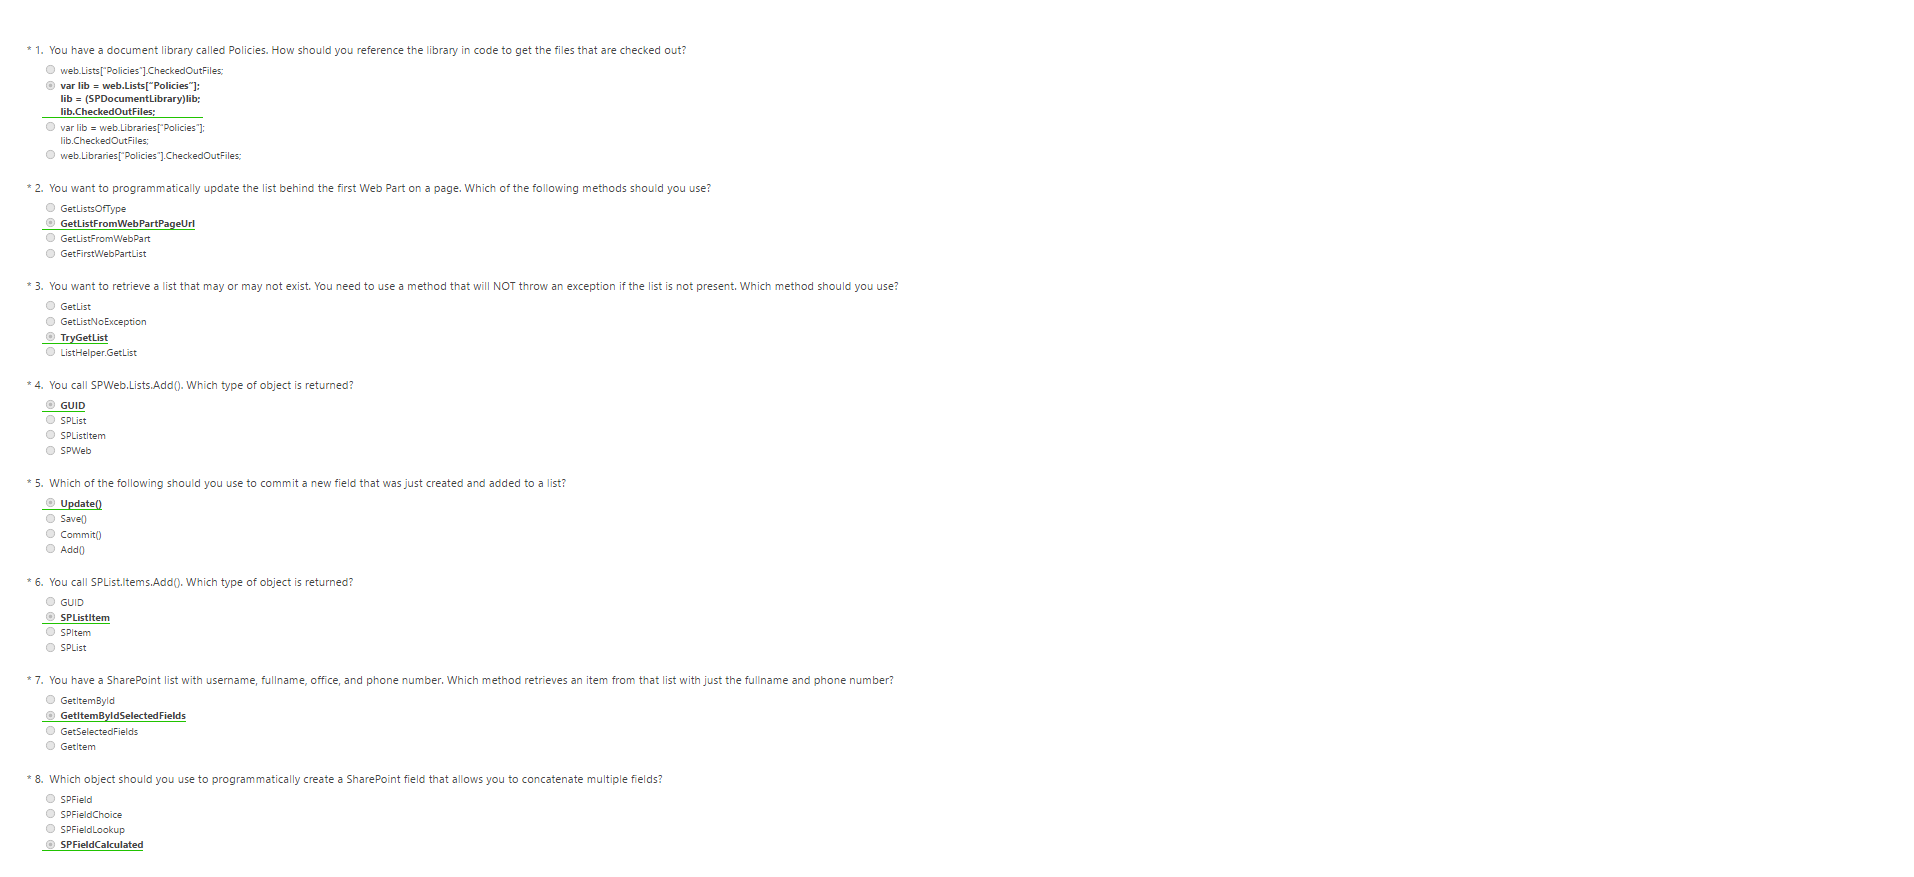 * 1. You have a document library called Policies. How should you reference the library in code to get the files that are checked out?
web.Lists["Policies"].CheckedOutFiles;
var lib = web.Lists["Policies"];
lib = (SPDocumentLibrary)lib;
lib.CheckedOutFiles;
var lib = web.Libraries["Policies"];
lib.CheckedOutFiles;
web.Libraries["Policies"].CheckedOutFiles;
* 2. You want to programmatically update the list behind the first Web Part on a page. Which of the following methods should you use?
GetListsOfType
GetListFromWebPartPageUrl
GetListFromWebPart
GetFirstWebPartList
* 3. You want to retrieve a list that may or may not exist. You need to use a method that will NOT throw an exception if the list is not present. Which method should you use?
GetList
GetListNoException
TryGetList
ListHelper.GetList
* 4. You call SPWeb.Lists.Add(). Which type of object is returned?
GUID
SPList
SPListItem
SPWeb
* 5. Which of the following should you use to commit a new field that was just created and added to a list?
Update()
Save()
Commit()
Add()
* 6. You call SPList.Items.Add(). Which type of object is returned?
GUID
SPListItem
SPItem
SPList
* 7. You have a SharePoint list with username, fullname, office, and phone number. Which method retrieves an item from that list with just the fullname and phone number?
GetItemById
GetItemByIdSelectedFields
GetSelectedFields
GetItem
* 8. Which object should you use to programmatically create a SharePoint field that allows you to concatenate multiple fields?
SPField
SPFieldChoice
SPFieldLookup
SPFieldCalculated